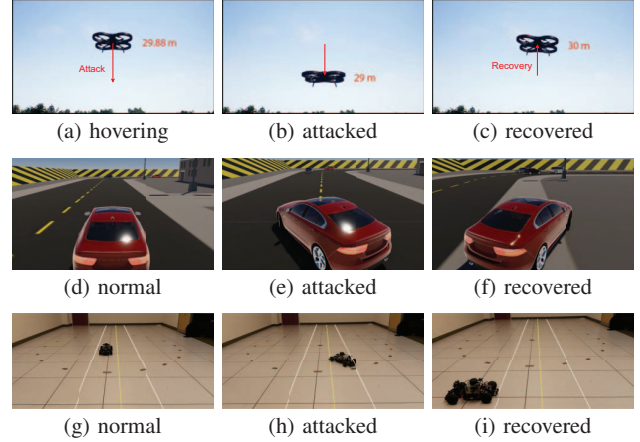 29.88 m
Attack
29 m
30 m
Recovery
(a) hovering
(b) attacked
(c) recovered
(d) normal
(e) attacked
(f) recovered
(g) normal
(h) attacked
(i) recovered